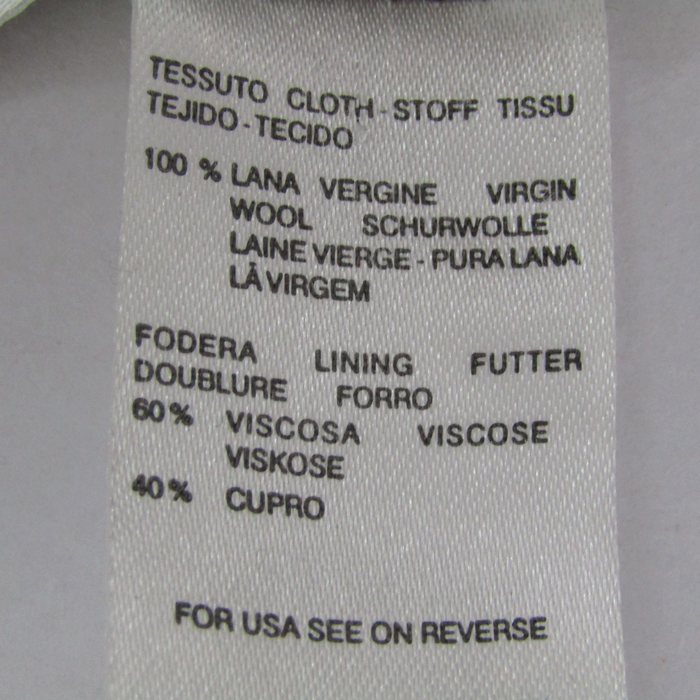 TESSUTO CLOTH-STOFF TISSU
TEJIDO-TECIDO
100 % LANA VERGINE VIRGIN
WOOL SCHURWOLLE
LAINE VIERGE-PURA LANA
LÃ VIRGEM
FODERA LINING FUTTER
DOUBLURE FORRO
60% VISCOSA VISCOSE
VISKOSE
40% CUPRO
FOR USA SEE ON REVERSE